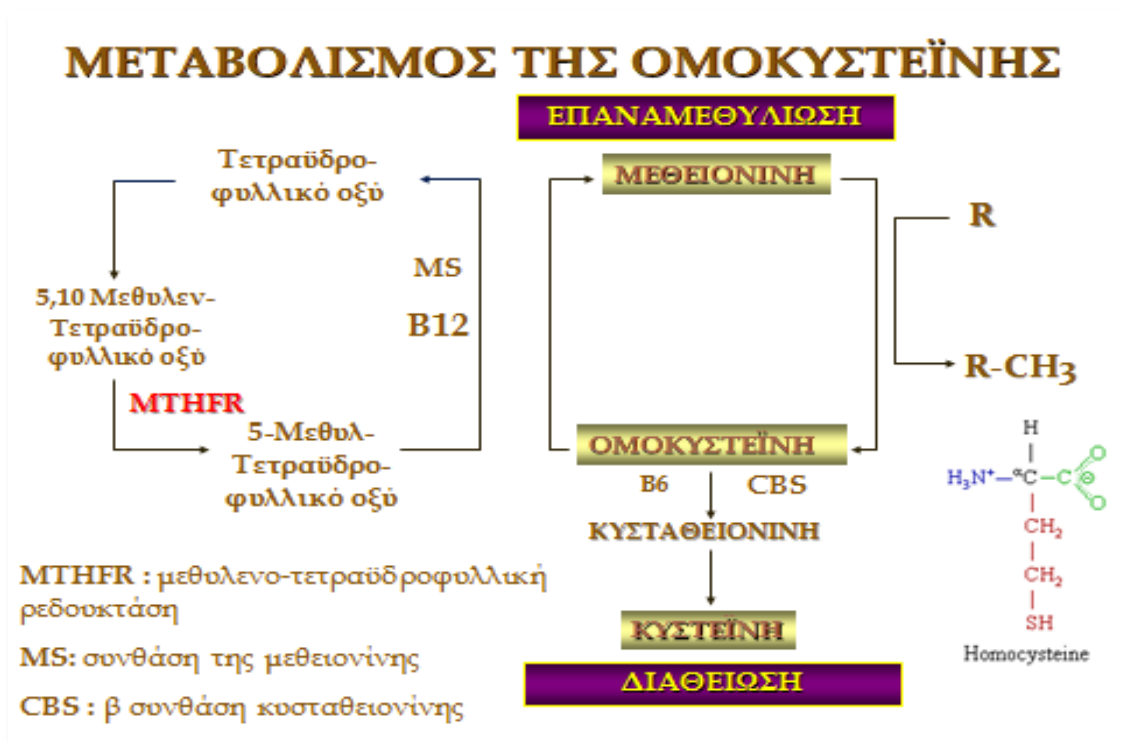 ΜΕΤΑΒΟΛΙΣΜΟΣ ΤΗΣ ΟΜΟΚΥΣΤΕΪΝΗΣ
ΕΠΑΝΑΜΕΘΥΛΙΩΣΗ
Τετραϋδρο-
φυλλικό οξύ
ΜΕΘΕΙΟΝΙΝΗ
R
MS
B12
5,10 Μεθυλεν-
Τετραϋδρο-
φυλλικό οξύ
R-CH3
MTHFR
5-Μεθυλ-
Τετραϋδρο-
φυλλικό οξύ
ΟΜΟΚΥΣΤΕΪΝΗ
B6 CBS
ΚΥΣΤΑΘΕΙΟΝΙΝΗ
ΚΥΣΤΕΪΝΗ
ΔΙΑΘΕΙΩΣΗ
H
H₃N⁺—ᵅC—C O
⊖
O
CH₂
CH₂
SH
Homocysteine
MTHFR : μεθυλενο-τετραϋδροφυλλική
ρεδουκτάση
MS: συνθάση της μεθειονίνης
CBS : β συνθάση κυσταθειονίνης